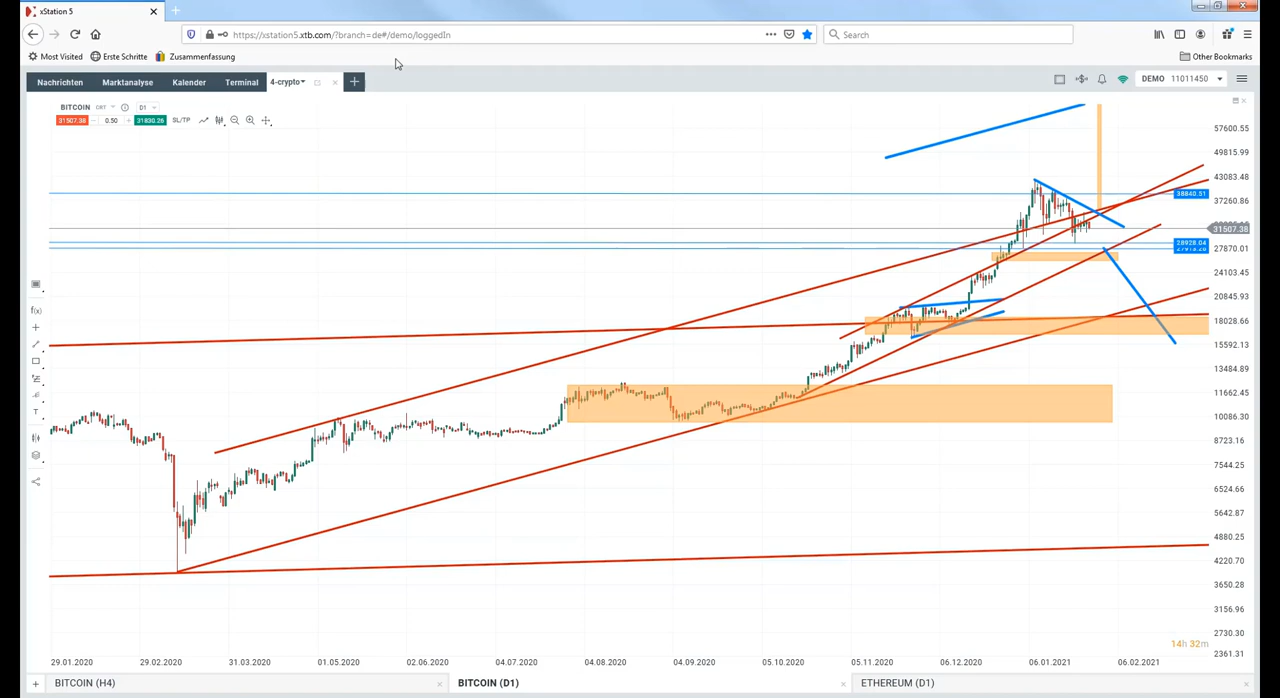 xStation 5
https://xstation5.xtb.com/?branch=de#/demo/loggedIn
Search
Most Visited Erste Schritte Zusammenfassung Other Bookmarks
Nachrichten Marktanalyse Kalender Terminal 4-crypto DEMO 11011450
BITCOIN CRT D1
31507.38 0.50 31830.26 SL/TP
57600.55
49815.99
43083.48
38840.51
37260.86
31507.38
28928.04
27870.01
24103.45
20845.93
18028.66
15592.13
13484.89
11662.45
10086.30
8723.16
7544.25
6524.66
5642.87
4880.25
4220.70
3650.28
3156.96
2730.30
2361.31
f(x)
T
14h 32m
29.01.2020 29.02.2020 31.03.2020 01.05.2020 02.06.2020 04.07.2020 04.08.2020 04.09.2020 05.10.2020 05.11.2020 06.12.2020 06.01.2021 06.02.2021
BITCOIN (H4) BITCOIN (D1) ETHEREUM (D1)